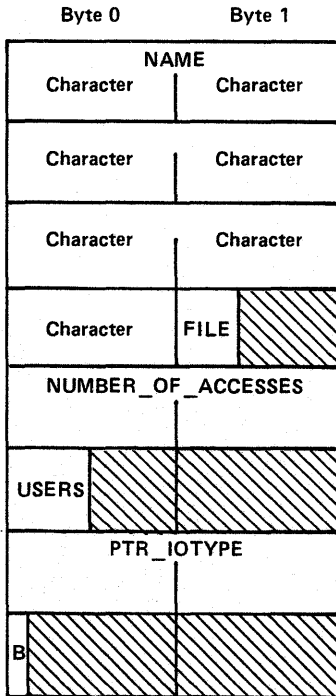 Byte 0 Byte 1
NAME
Character Character
Character Character
Character Character
Character FILE
NUMBER_OF_ACCESSES
USERS
PTR_IOTYPE
B